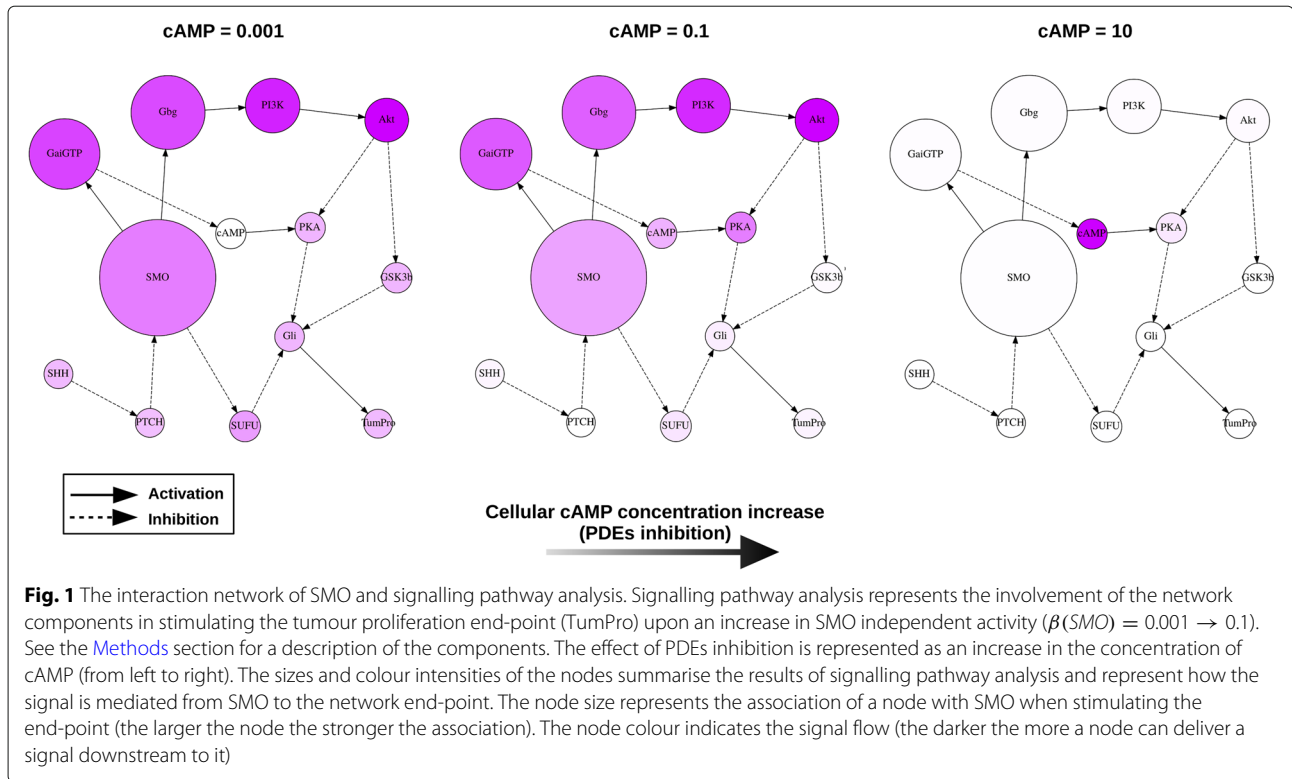 cAMP = 0.001
cAMP = 0.1
cAMP = 10
Gbg
PI3K
Akt
GaiGTP
cAMP
PKA
SMO
GSK3b
Gli
SHH
PTCH
SUFU
TumPro
Gbg
PI3K
Akt
GaiGTP
cAMP
PKA
SMO
GSK3b
Gli
SHH
PTCH
SUFU
TumPro
Gbg
PI3K
Akt
GaiGTP
cAMP
PKA
SMO
GSK3b
Gli
SHH
PTCH
SUFU
TumPro
Activation
Inhibition
Cellular cAMP concentration increase
(PDEs inhibition)
Fig. 1 The interaction network of SMO and signalling pathway analysis. Signalling pathway analysis represents the involvement of the network
components in stimulating the tumour proliferation end-point (TumPro) upon an increase in SMO independent activity (β(SMO) = 0.001 → 0.1).
See the Methods section for a description of the components. The effect of PDEs inhibition is represented as an increase in the concentration of
cAMP (from left to right). The sizes and colour intensities of the nodes summarise the results of signalling pathway analysis and represent how the
signal is mediated from SMO to the network end-point. The node size represents the association of a node with SMO when stimulating the
end-point (the larger the node the stronger the association). The node colour indicates the signal flow (the darker the more a node can deliver a
signal downstream to it)